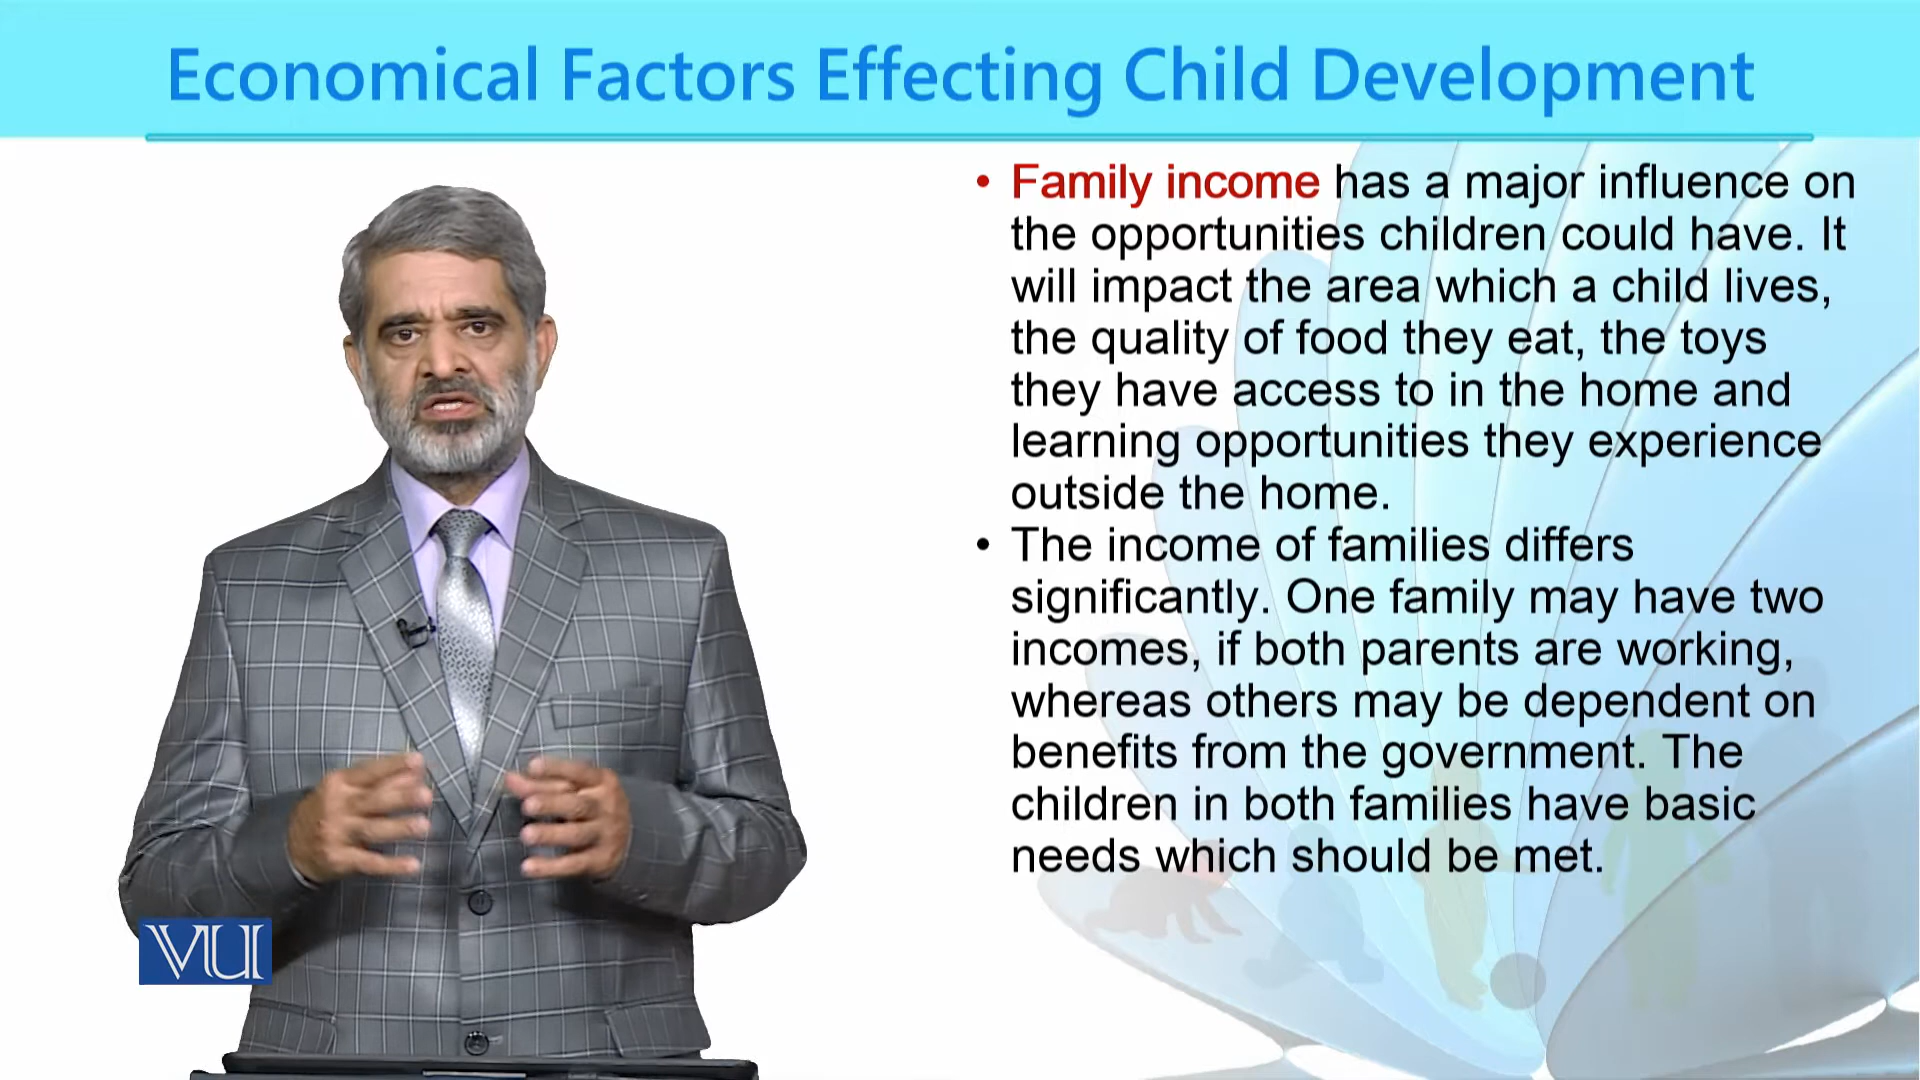 Economical Factors Effecting Child Development
• Family income has a major influence on
the opportunities children could have. It
will impact the area which a child lives,
the quality of food they eat, the toys
they have access to in the home and
learning opportunities they experience
outside the home.
• The income of families differs
significantly. One family may have two
incomes, if both parents are working,
whereas others may be dependent on
benefits from the government. The
children in both families have basic
needs which should be met.
VU